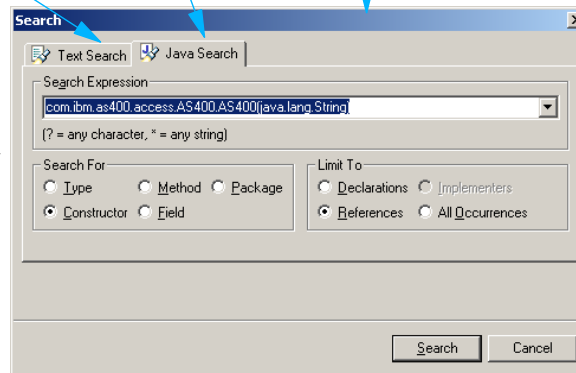 Search
Text Search Java Search
Search Expression
com.ibm.as400.access.AS400.AS400(java.lang.String)
(? = any character, * = any string)
Search For Limit To
Type Method Package Declarations Implementers
Constructor Field References All Occurrences
Search Cancel